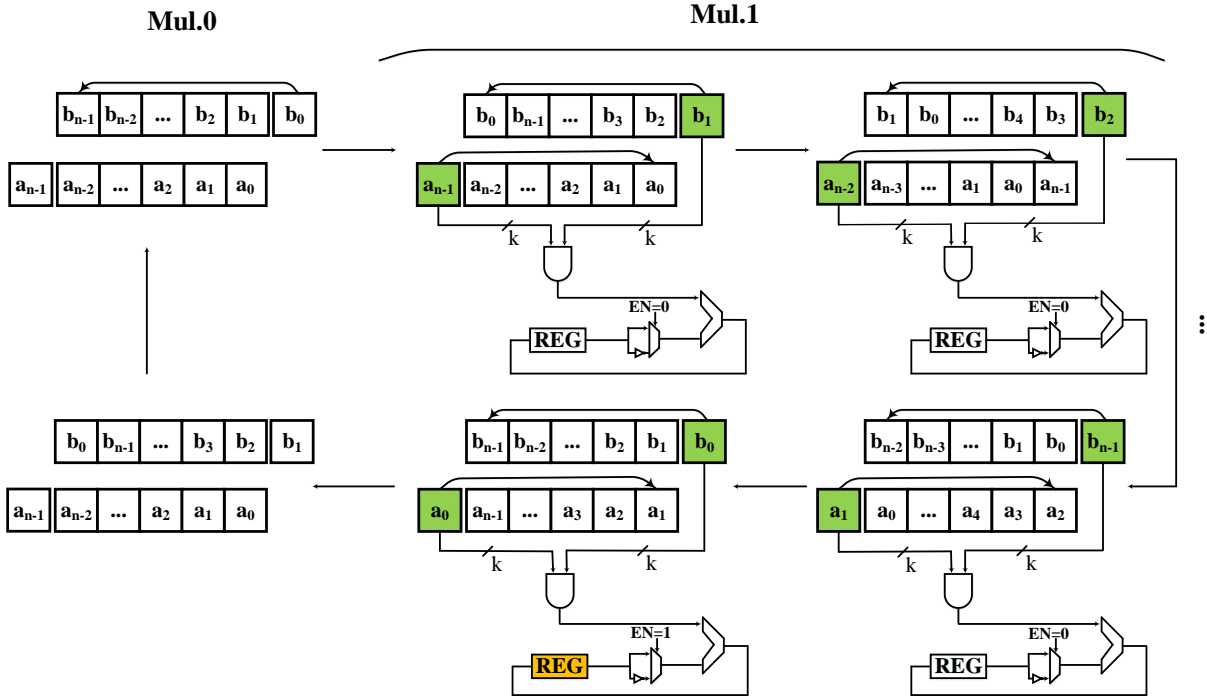 Mul.0
Mul.1
bn-1 bn-2 ... b2 b1 b0
an-1 an-2 ... a2 a1 a0
b0 bn-1 ... b3 b2 b1
an-1 an-2 ... a2 a1 a0
k k
EN=0
REG
b1 b0 ... b4 b3 b2
an-2 an-3 ... a1 a0 an-1
k k
EN=0
REG
...
b0 bn-1 ... b3 b2 b1
an-1 an-2 ... a2 a1 a0
bn-1 bn-2 ... b2 b1 b0
a0 an-1 ... a3 a2 a1
k k
EN=1
REG
bn-2 bn-3 ... b1 b0 bn-1
a1 a0 ... a4 a3 a2
k k
EN=0
REG